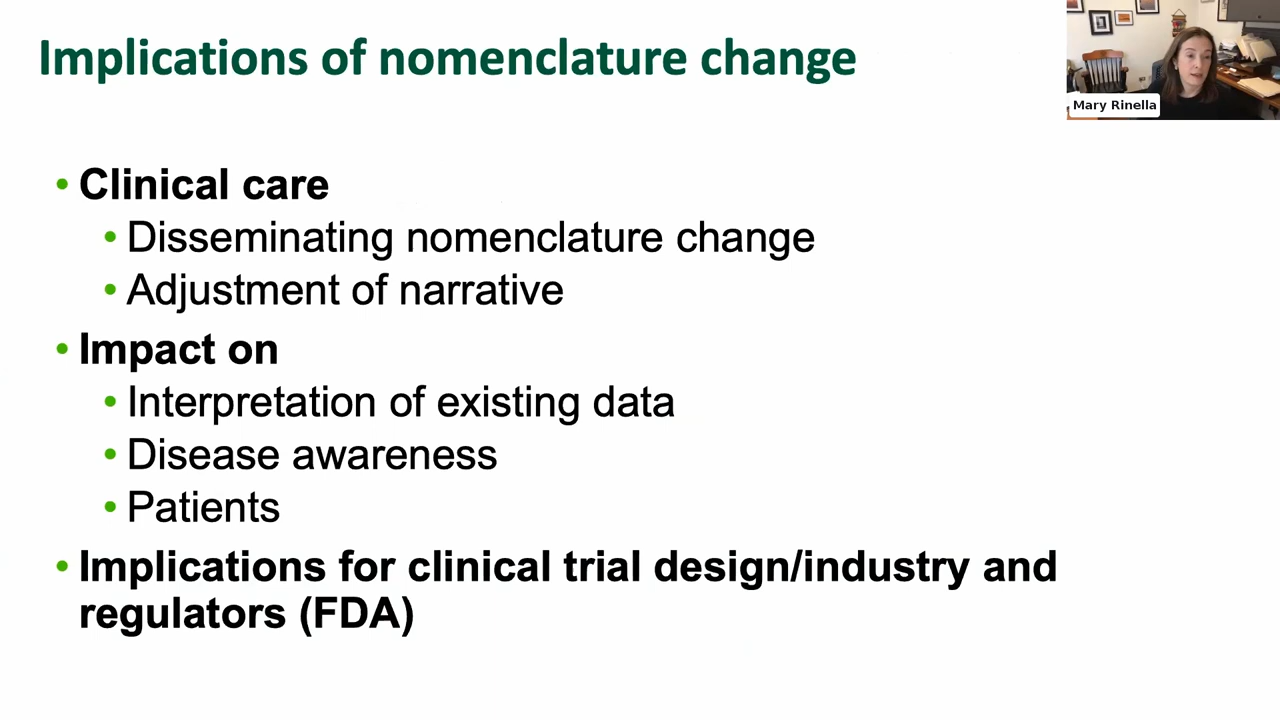 Implications of nomenclature change
Mary Rinella
• Clinical care
• Disseminating nomenclature change
• Adjustment of narrative
• Impact on
• Interpretation of existing data
• Disease awareness
• Patients
• Implications for clinical trial design/industry and
regulators (FDA)